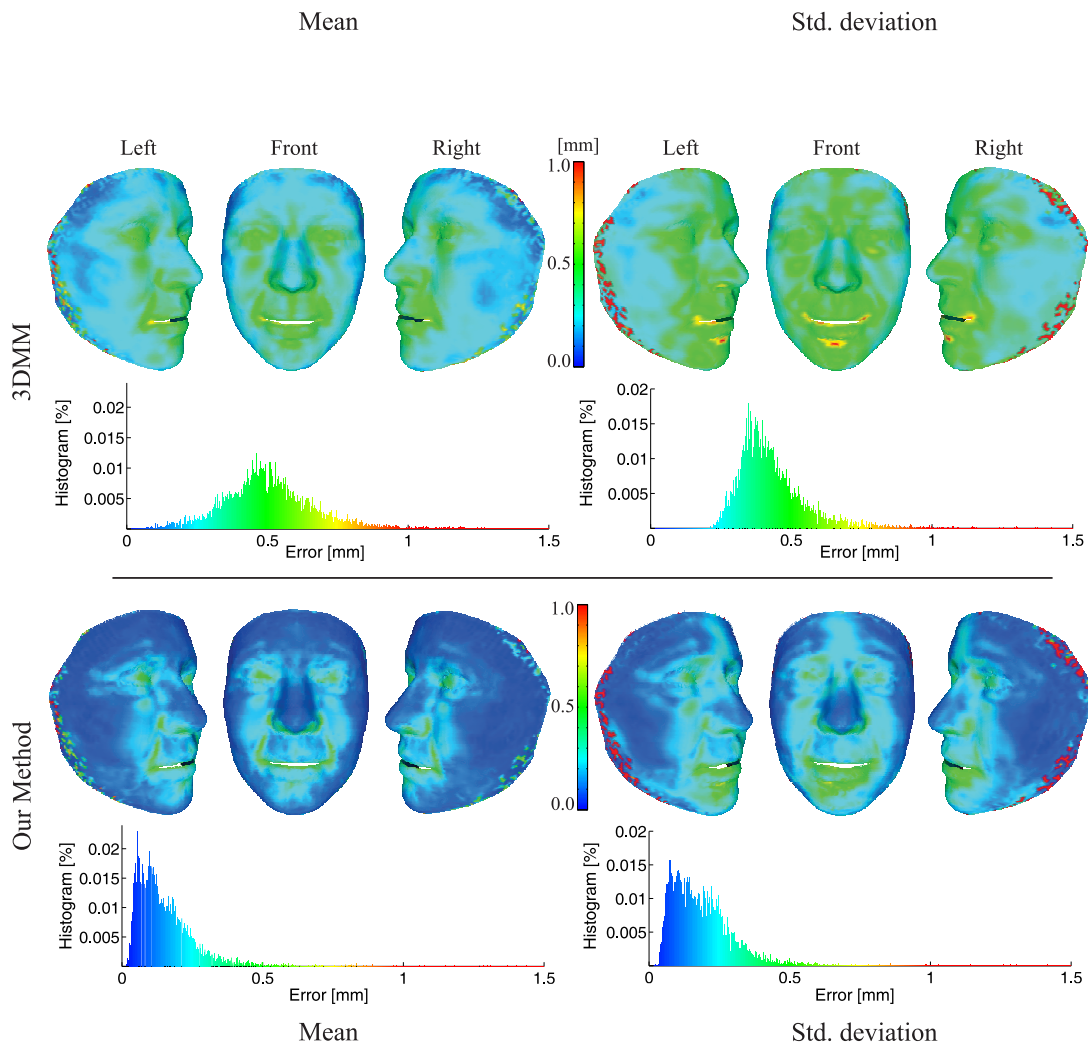 Mean
Std. deviation
Left
Front
Right
[mm]
Left
Front
Right
1.0
0.5
0.0
3DMM
Histogram [%]
0.02
0.015
0.01
0.005
0
0.5
1
1.5
Error [mm]
Histogram [%]
0.02
0.015
0.01
0.005
0
0.5
1
1.5
Error [mm]
1.0
0.0
Our Method
Histogram [%]
0.02
0.015
0.01
0.005
0
0.5
1
1.5
Error [mm]
Histogram [%]
0.02
0.015
0.01
0.005
0
0.5
1
1.5
Error [mm]
Mean
Std. deviation